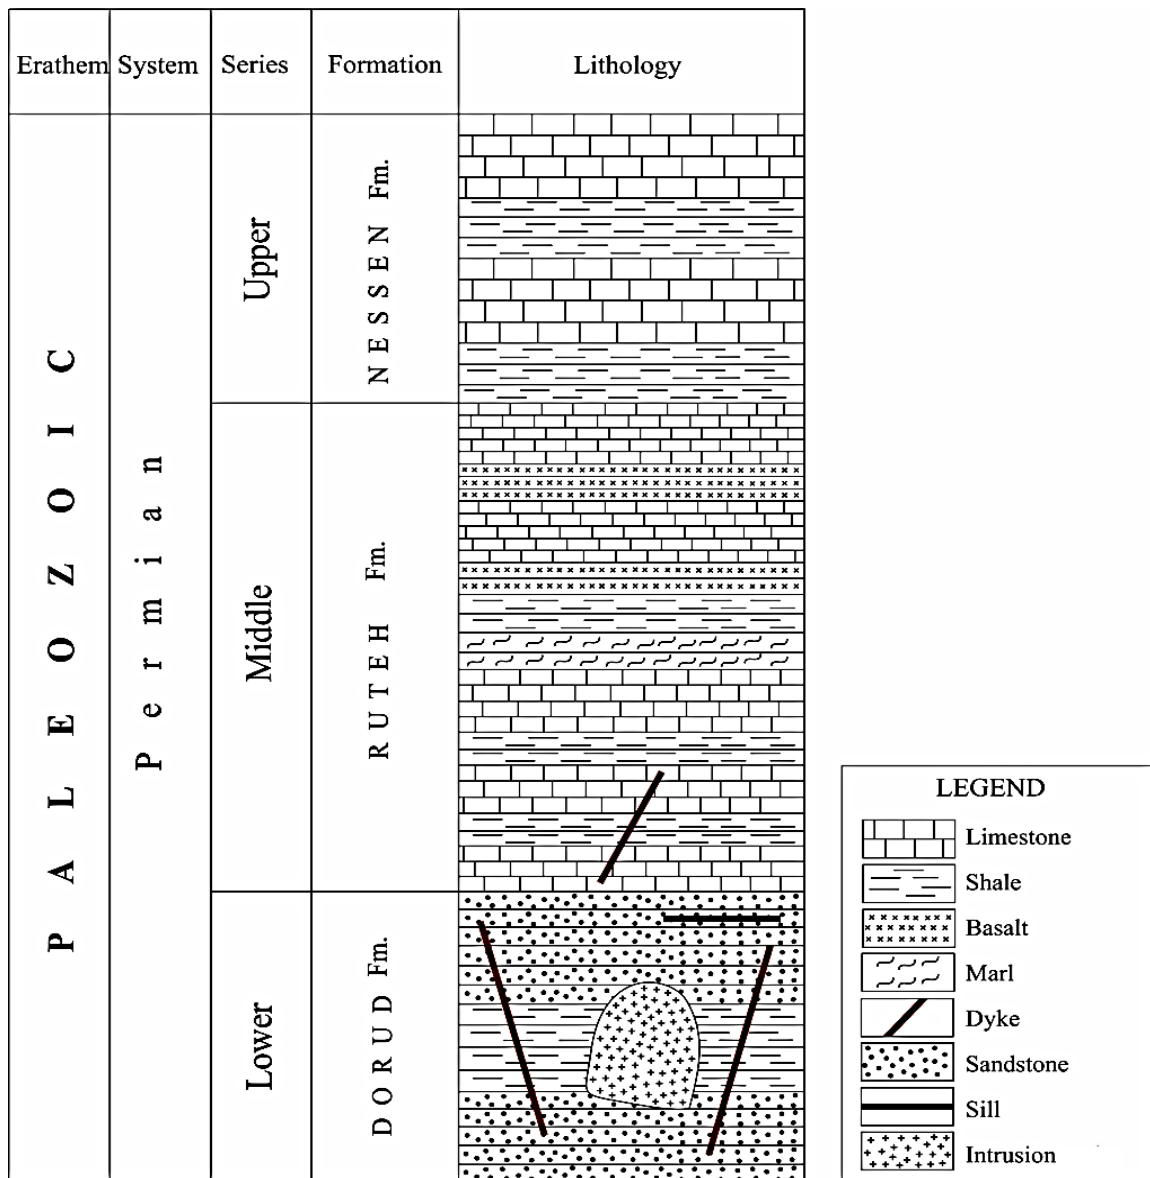 Erathem System Series Formation Lithology
PALEOZOIC
Permian
Upper
NESSEN Fm.
Middle
RUTEH Fm.
Lower
DORUD Fm.
LEGEND
Limestone
Shale
Basalt
Marl
Dyke
Sandstone
Sill
Intrusion